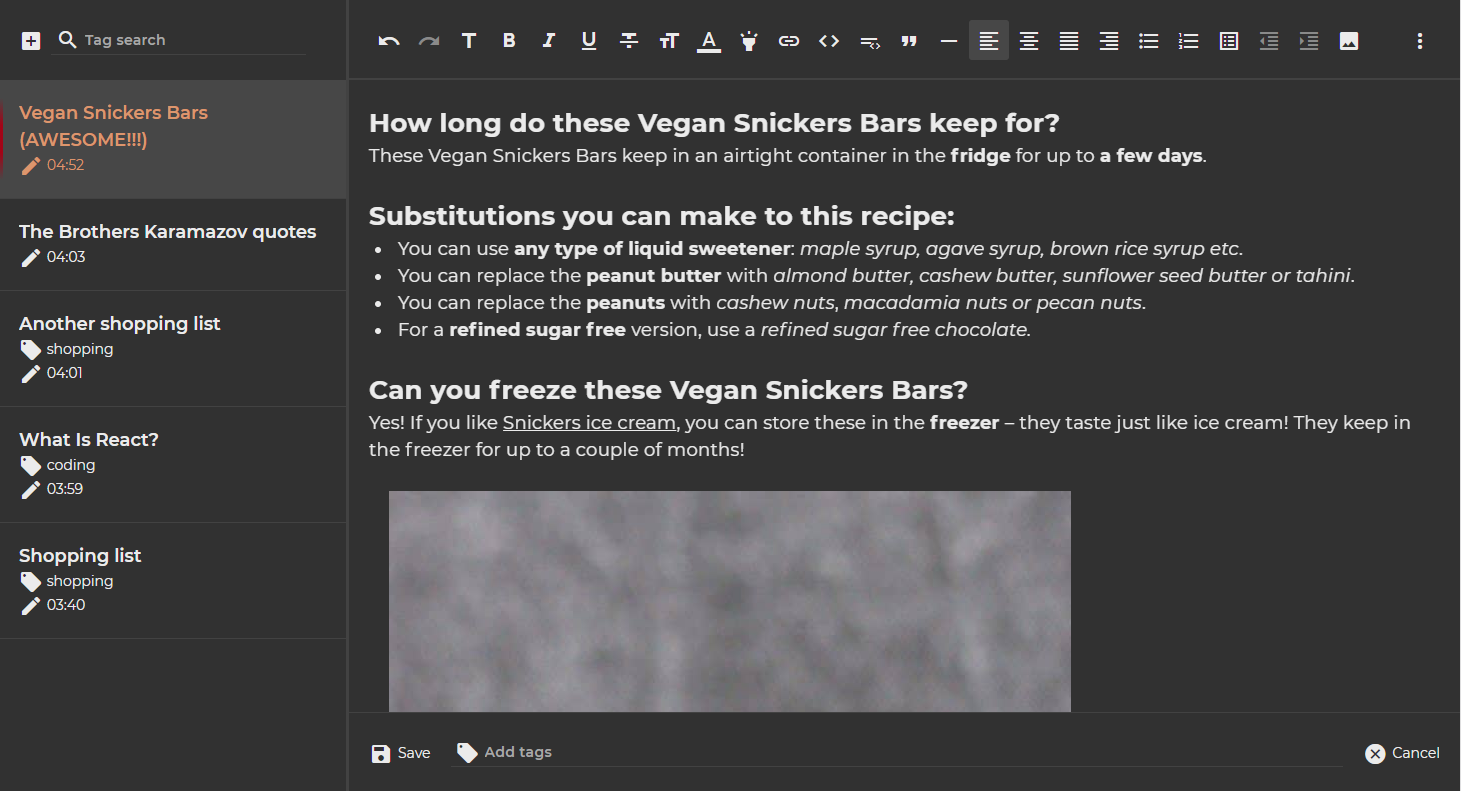 Tag search
Vegan Snickers Bars
(AWESOME!!!)
04:52
The Brothers Karamazov quotes
04:03
Another shopping list
shopping
04:01
What Is React?
coding
03:59
Shopping list
shopping
03:40
T B I U T TT A
How long do these Vegan Snickers Bars keep for?
These Vegan Snickers Bars keep in an airtight container in the fridge for up to a few days.
Substitutions you can make to this recipe:
• You can use any type of liquid sweetener: maple syrup, agave syrup, brown rice syrup etc.
• You can replace the peanut butter with almond butter, cashew butter, sunflower seed butter or tahini.
• You can replace the peanuts with cashew nuts, macadamia nuts or pecan nuts.
• For a refined sugar free version, use a refined sugar free chocolate.
Can you freeze these Vegan Snickers Bars?
Yes! If you like Snickers ice cream, you can store these in the freezer – they taste just like ice cream! They keep in
the freezer for up to a couple of months!
Save
Add tags
Cancel